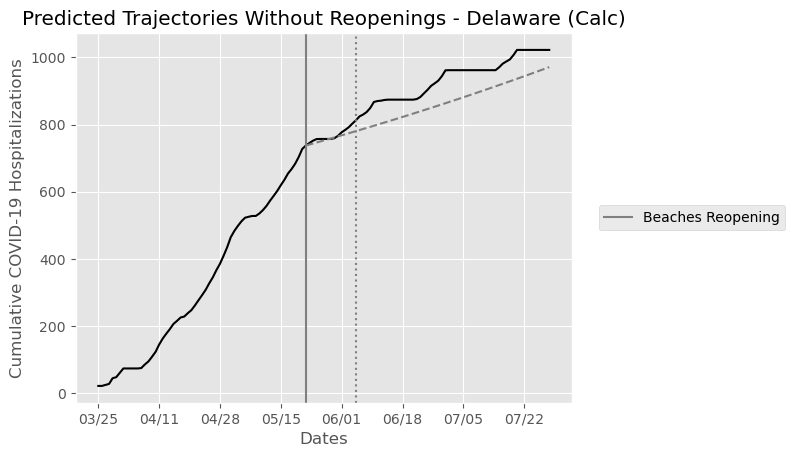 Predicted Trajectories Without Reopenings - Delaware (Calc)
Cumulative COVID-19 Hospitalizations
1000
800
600
400
200
0
03/25 04/11 04/28 05/15 06/01 06/18 07/05 07/22
Dates
Beaches Reopening